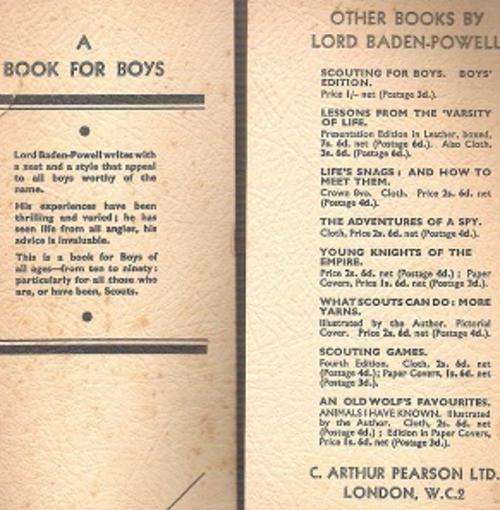 A
BOOK FOR BOYS
Lord Baden-Powell writes with
a zest and a style that appeal
to all boys worthy of the
name.
His experiences have been
thrilling and varied; he has
seen life from all angles, his
advice is invaluable.
This is a book for Boys of
all ages—from ten to ninety:
particularly for all those who
are, or have been, Scouts.
OTHER BOOKS BY
LORD BADEN-POWELL
SCOUTING FOR BOYS. BOYS'
EDITION.
Price 1/- net (Postage 3d.).
LESSONS FROM THE 'VARSITY
OF LIFE.
Presentation Edition in Leather, boxed,
7s. 6d. net (Postage 6d.). Also Cloth,
3s. 6d. (Postage 6d.).
LIFE'S SNAGS: AND HOW TO
MEET THEM.
Crown 8vo. Cloth. Price 2s. 6d. net
(Postage 4d.).
THE ADVENTURES OF A SPY.
Cloth, Price 2s. 6d. net (Postage 4d.).
YOUNG KNIGHTS OF THE
EMPIRE.
Price 2s. 6d. net (Postage 4d.); Paper
Covers, Price 1s. 6d. net (Postage 3d.).
WHAT SCOUTS CAN DO: MORE
YARNS.
Illustrated by the Author. Pictorial
Cover. Price 2s. 6d. net (Postage 4d.).
SCOUTING GAMES.
Fourth Edition. Cloth, 2s. 6d. net
(Postage 4d.); Paper Covers, 1s. 6d. net
(Postage 3d.).
AN OLD WOLF'S FAVOURITES.
ANIMALS I HAVE KNOWN. Illustrated
by the Author. Cloth, 2s. 6d. net
(Postage 4d.); Edition in Paper Covers,
Price 1s. 6d. net (Postage 3d.).
C. ARTHUR PEARSON LTD.
LONDON, W.C.2